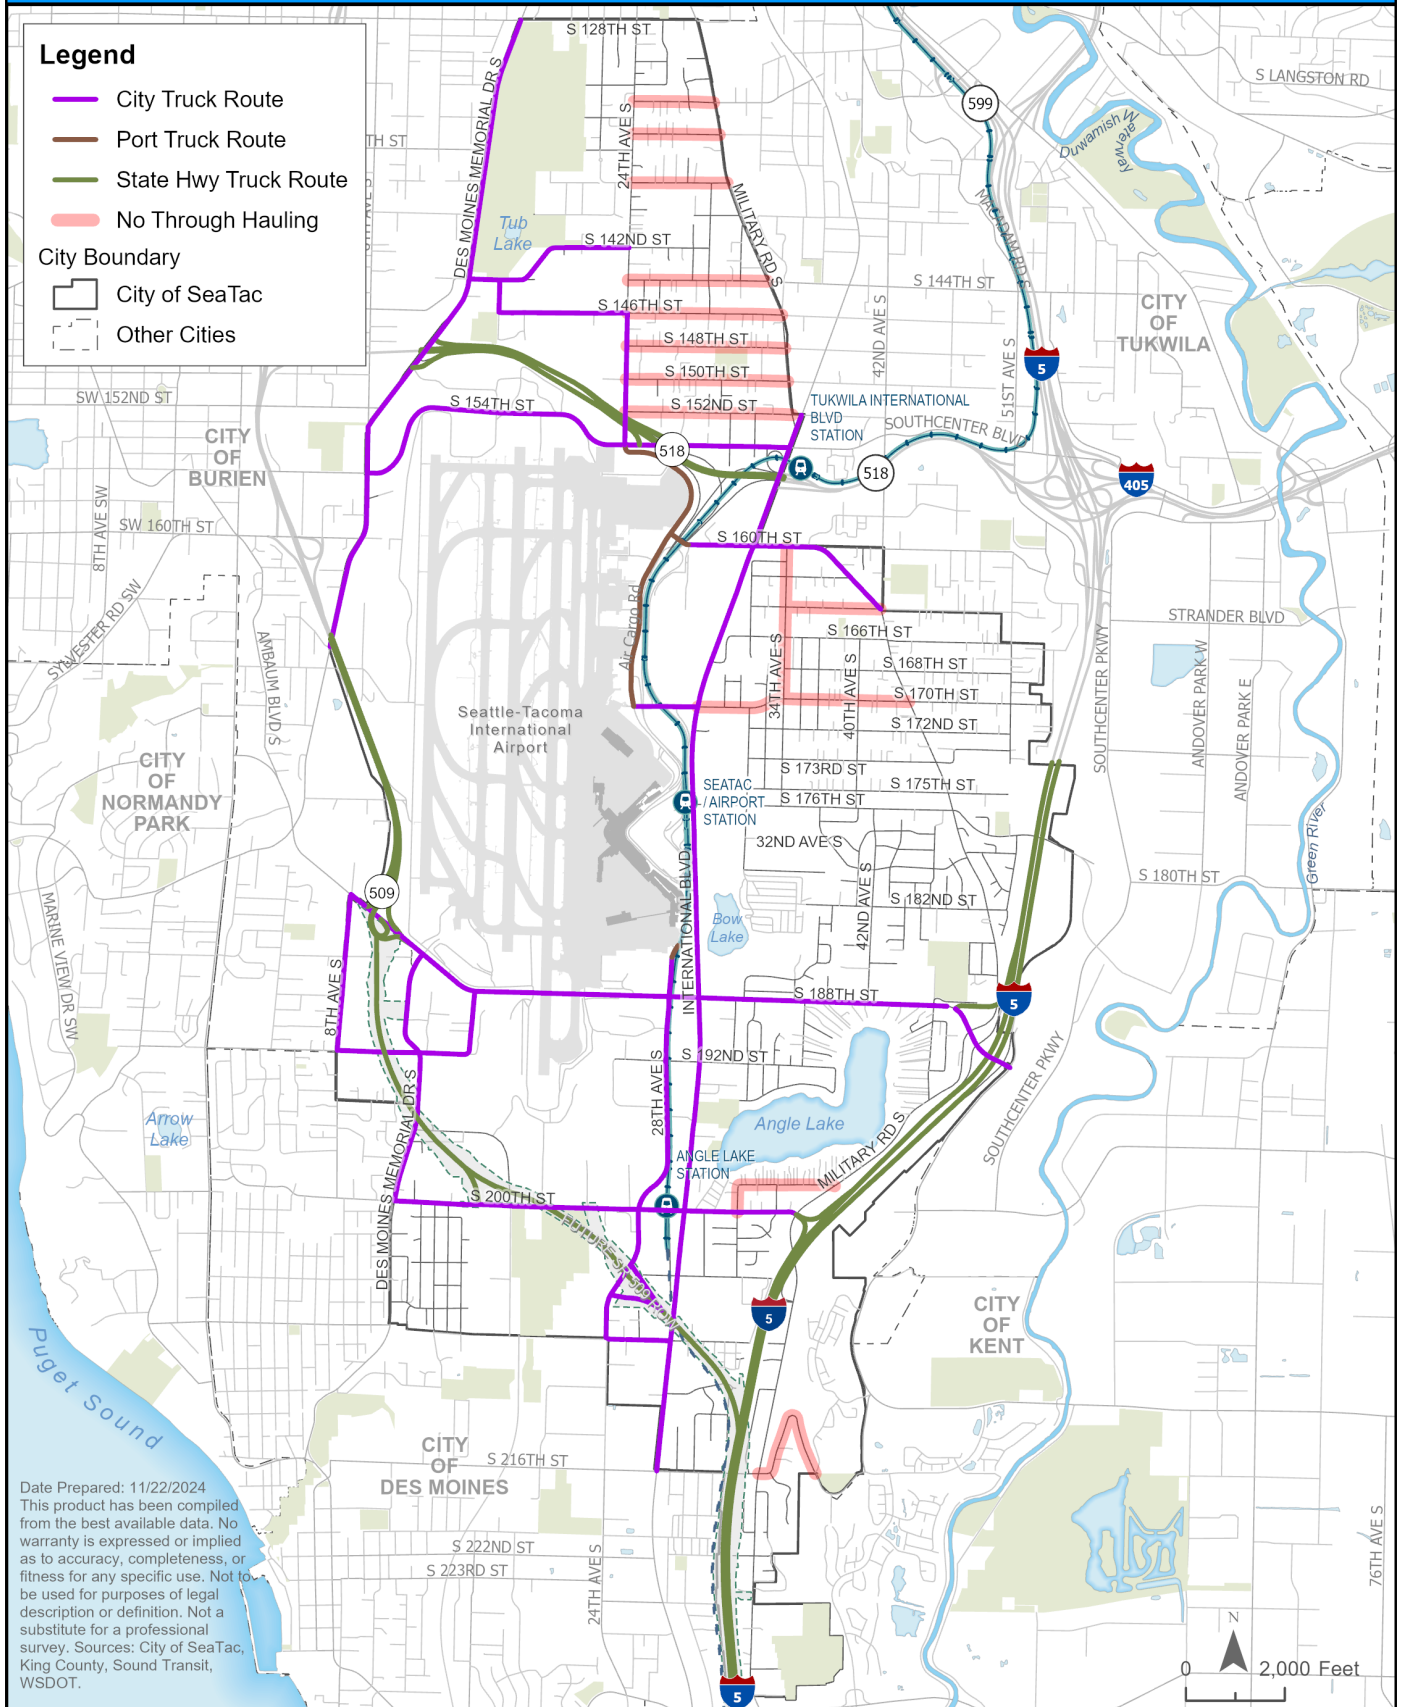 Legend
City Truck Route
Port Truck Route
State Hwy Truck Route
No Through Hauling
City Boundary
City of SeaTac
Other Cities
S 128TH ST
S LANGSTON RD
599
TH ST
Duwamish Waterway
24TH AVE S
DES MOINES MEMORIAL DR S
MILITARY RD S
MACADAM RD S
Tub
Lake
S 142ND ST
S 144TH ST
S 146TH ST
CITY
OF
TUKWILA
42ND AVE S
51ST AVE S
S 148TH ST
5
S 150TH ST
SW 152ND ST
S 154TH ST
S 152ND ST
TUKWILA INTERNATIONAL
BLVD
STATION
SOUTHCENTER BLVD
CITY
OF
BURIEN
518
518
405
8TH AVE SW
SW 160TH ST
S 160TH ST
SYLVESTER RD SW
AMBAUM BLVD S
Air Cargo Rd
STRANDER BLVD
S 166TH ST
S 168TH ST
34TH AVE S
40TH AVE S
S 170TH ST
S 172ND ST
SOUTHCENTER PKWY
ANDOVER PARK W
ANDOVER PARK E
Seattle-Tacoma
International
Airport
CITY
OF
NORMANDY
PARK
S 173RD ST
S 175TH ST
S 176TH ST
SEATAC
/ AIRPORT
STATION
32ND AVE S
Green River
INTERNATIONAL BLVD
42ND AVE S
S 180TH ST
509
S 182ND ST
Bow
Lake
MARINE VIEW DR SW
8TH AVE S
S 188TH ST
5
S 192ND ST
28TH AVE S
SOUTHCENTER PKWY
Arrow
Lake
DES MOINES MEMORIAL DR S
Angle Lake
MILITARY RD S
ANGLE LAKE
STATION
S 200TH ST
FUTURE SR 509 ROW
5
CITY
OF
KENT
Puget Sound
CITY
OF
DES MOINES
S 216TH ST
Date Prepared: 11/22/2024
This product has been compiled
from the best available data. No
warranty is expressed or implied
as to accuracy, completeness, or
fitness for any specific use. Not to
be used for purposes of legal
description or definition. Not a
substitute for a professional
survey. Sources: City of SeaTac,
King County, Sound Transit,
WSDOT.
S 222ND ST
S 223RD ST
24TH AVE S
76TH AVE S
N
0 2,000 Feet
5